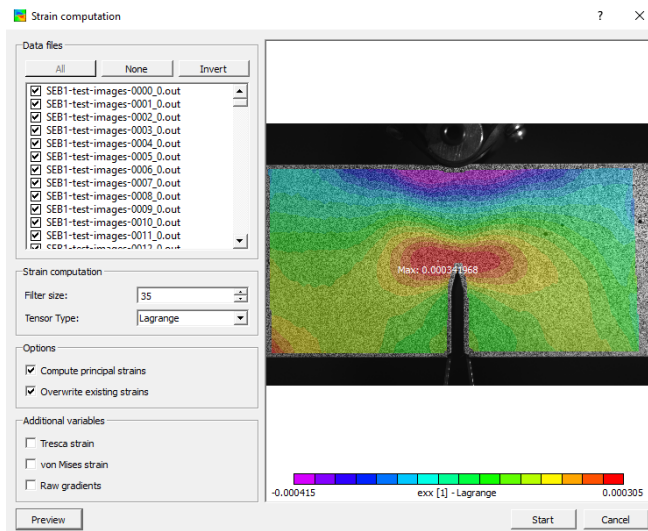 Strain computation
?
Data files
All
None
Invert
SEB1-test-images-0000_0.out
SEB1-test-images-0001_0.out
SEB1-test-images-0002_0.out
SEB1-test-images-0003_0.out
SEB1-test-images-0004_0.out
SEB1-test-images-0005_0.out
SEB1-test-images-0006_0.out
SEB1-test-images-0007_0.out
SEB1-test-images-0008_0.out
SEB1-test-images-0009_0.out
SEB1-test-images-0010_0.out
SEB1-test-images-0011_0.out
SEB1-test-images-0012_0.out
Strain computation
Filter size: 35
Tensor Type: Lagrange
Options
Compute principal strains
Overwrite existing strains
Additional variables
Tresca strain
von Mises strain
Raw gradients
Preview
Max: 0.000341968
-0.000415 exx [1] - Lagrange 0.000305
Start
Cancel